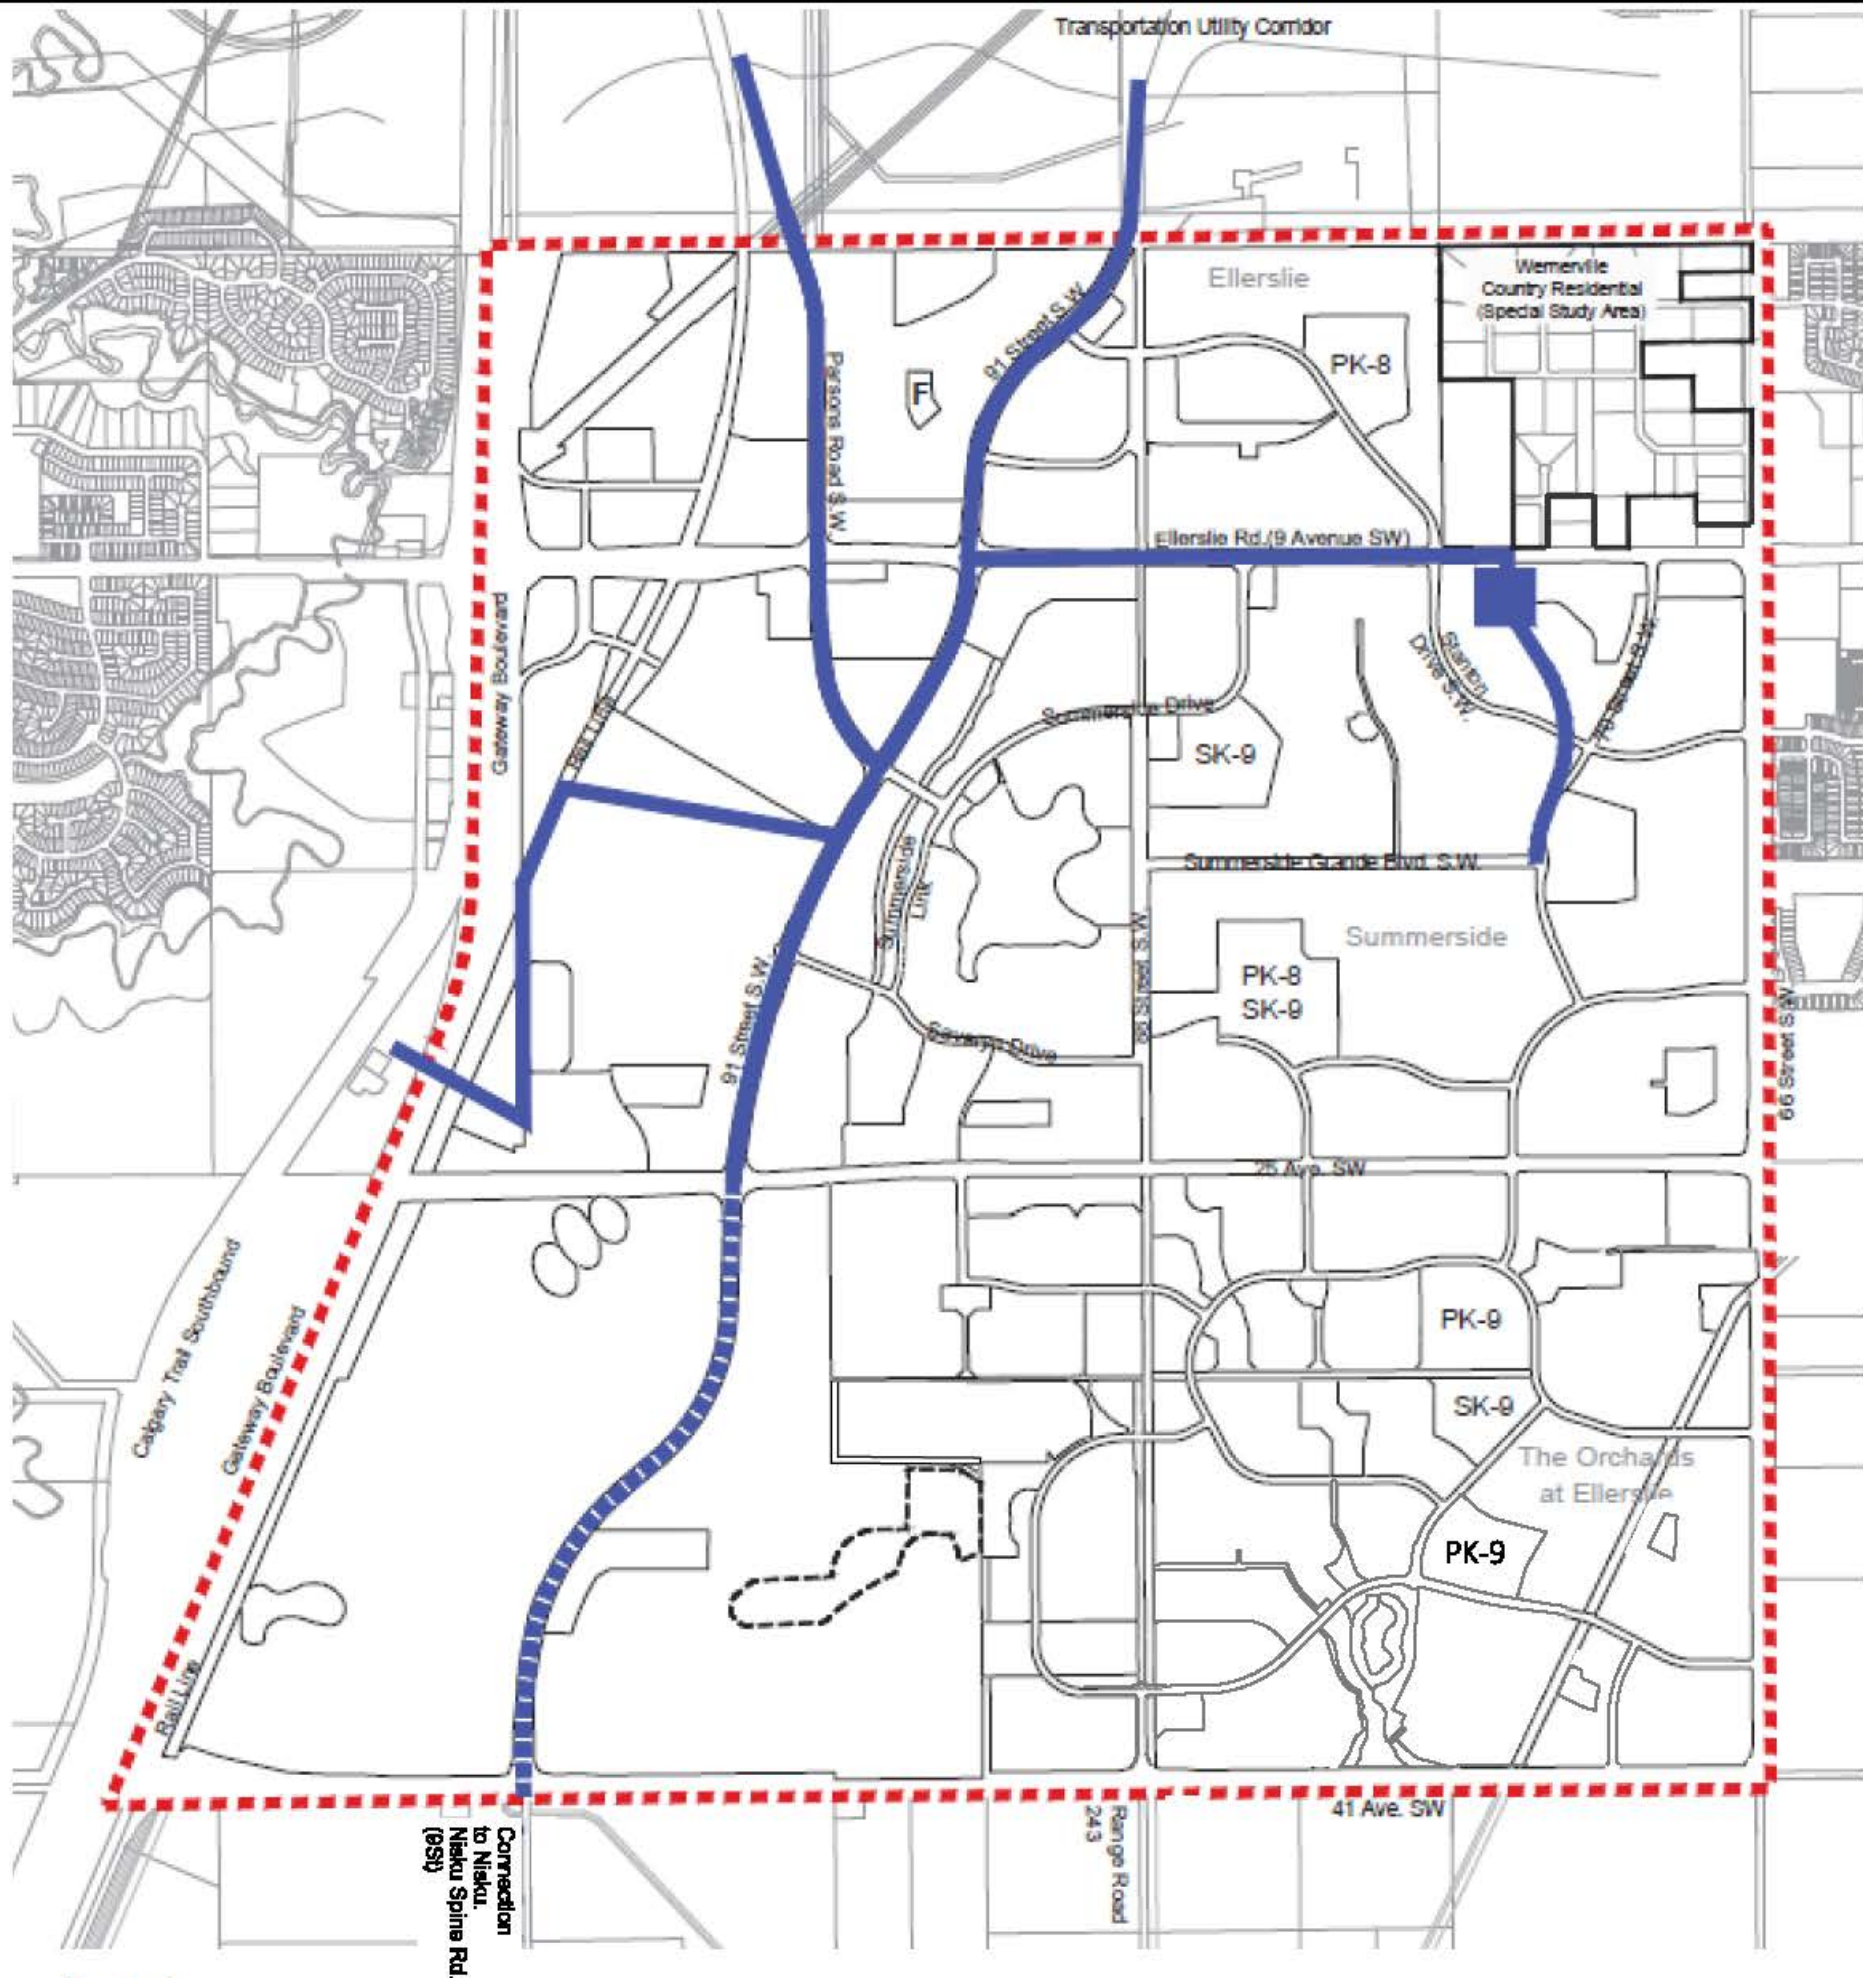 Transportation Utility Corridor
Ellerslie
Wernerville
Country Residential
(Special Study Area)
91 Street S.W.
PK-8
Parsons Road S.W
F
Ellerslie Rd.(9 Avenue SW)
Gateway Boulevard
Stanton
Drive S.W.
Rail Line
Summerside Drive
SK-9
Summerside
Link
Summerside Grande Blvd. S.W.
Summerside
PK-8
SK-9
91 Street S.W.
Savaryn Drive
66 Street SW
25 Ave. SW
Calgary Trail Southbound
Gateway Boulevard
PK-9
SK-9
The Orchards
at Ellerslie
PK-9
Rail Line
41 Ave. SW
Range Road
243
Connection
to Nisku.
Nisku Spine Rd.
(9St)